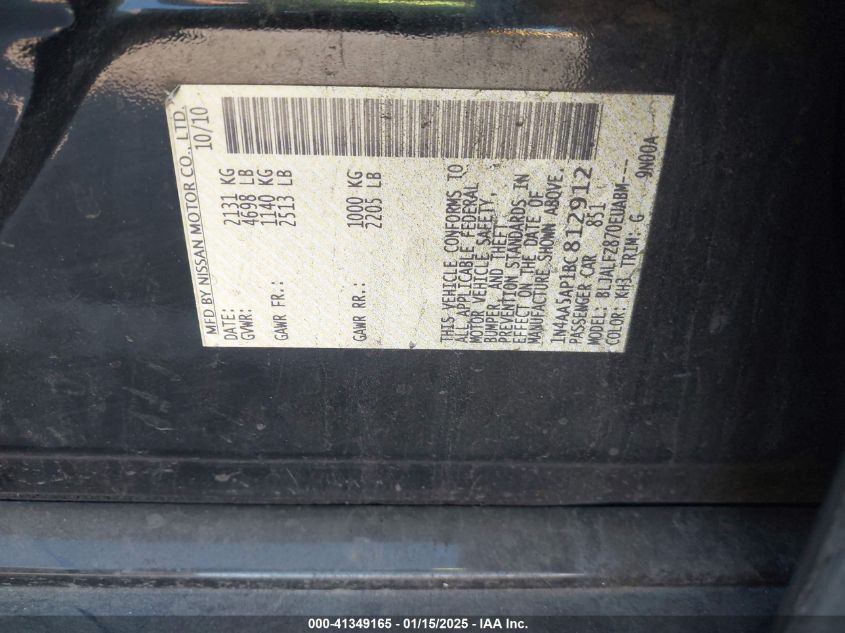 MFD BY NISSAN MOTOR CO., LTD.
DATE: 10/10
GVWR: 2131 KG
4698 LB
GAWR FR.: 1140 KG
2513 LB
GAWR RR.: 1000 KG
2205 LB
THIS VEHICLE CONFORMS TO
ALL APPLICABLE FEDERAL
MOTOR VEHICLE SAFETY,
BUMPER, AND THEFT
PREVENTION STANDARDS IN
EFFECT ON THE DATE OF
MANUFACTURE SHOWN ABOVE.
1N4AA5AP1BC812912
PASSENGER CAR 851
MODEL: BLJALF2870EUABM----
COLOR: KH3 TRIM: G 9N00A
000-41349165 - 01/15/2025 - IAA Inc.